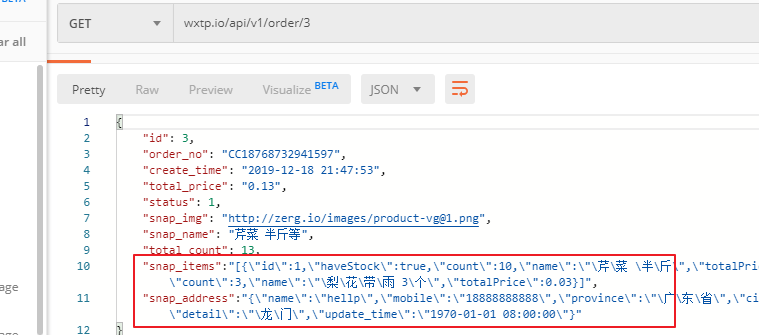 BETA
ar all
GET
wxtp.io/api/v1/order/3
Pretty Raw Preview Visualize BETA JSON
1 {
2 "id": 3,
3 "order_no": "CC18768732941597",
4 "create_time": "2019-12-18 21:47:53",
5 "total_price": "0.13",
6 "status": 1,
7 "snap_img": "http://zerg.io/images/product-vg@1.png",
8 "snap_name": "芹菜 半斤等",
9 "total_count": 13,
10 "snap_items":"[{\"id\":1,\"haveStock\":true,\"count\":10,\"name\":\"\芹\菜 \半\斤\",\"totalPri
\"count\":3,\"name\":\"\梨\花\带\雨 3\个\",\"totalPrice\":0.03}]",
11 "snap_address":"{\"name\":\"hellp\",\"mobile\":\"18888888888\",\"province\":\"\广\东\省\",\"ci
\"detail\":\"\龙\门\",\"update_time\":\"1970-01-01 08:00:00\"}"
12 }
sage
age